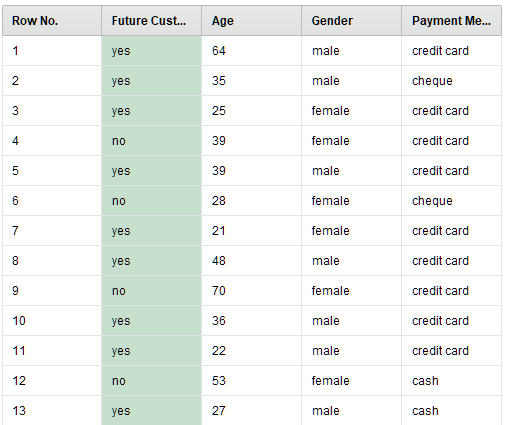 Row No. Future Cust... Age Gender Payment Me...
1 yes 64 male credit card
2 yes 35 male cheque
3 yes 25 female credit card
4 no 39 female credit card
5 yes 39 male credit card
6 no 28 female cheque
7 yes 21 female credit card
8 yes 48 male credit card
9 no 70 female credit card
10 yes 36 male credit card
11 yes 22 male credit card
12 no 53 female cash
13 yes 27 male cash